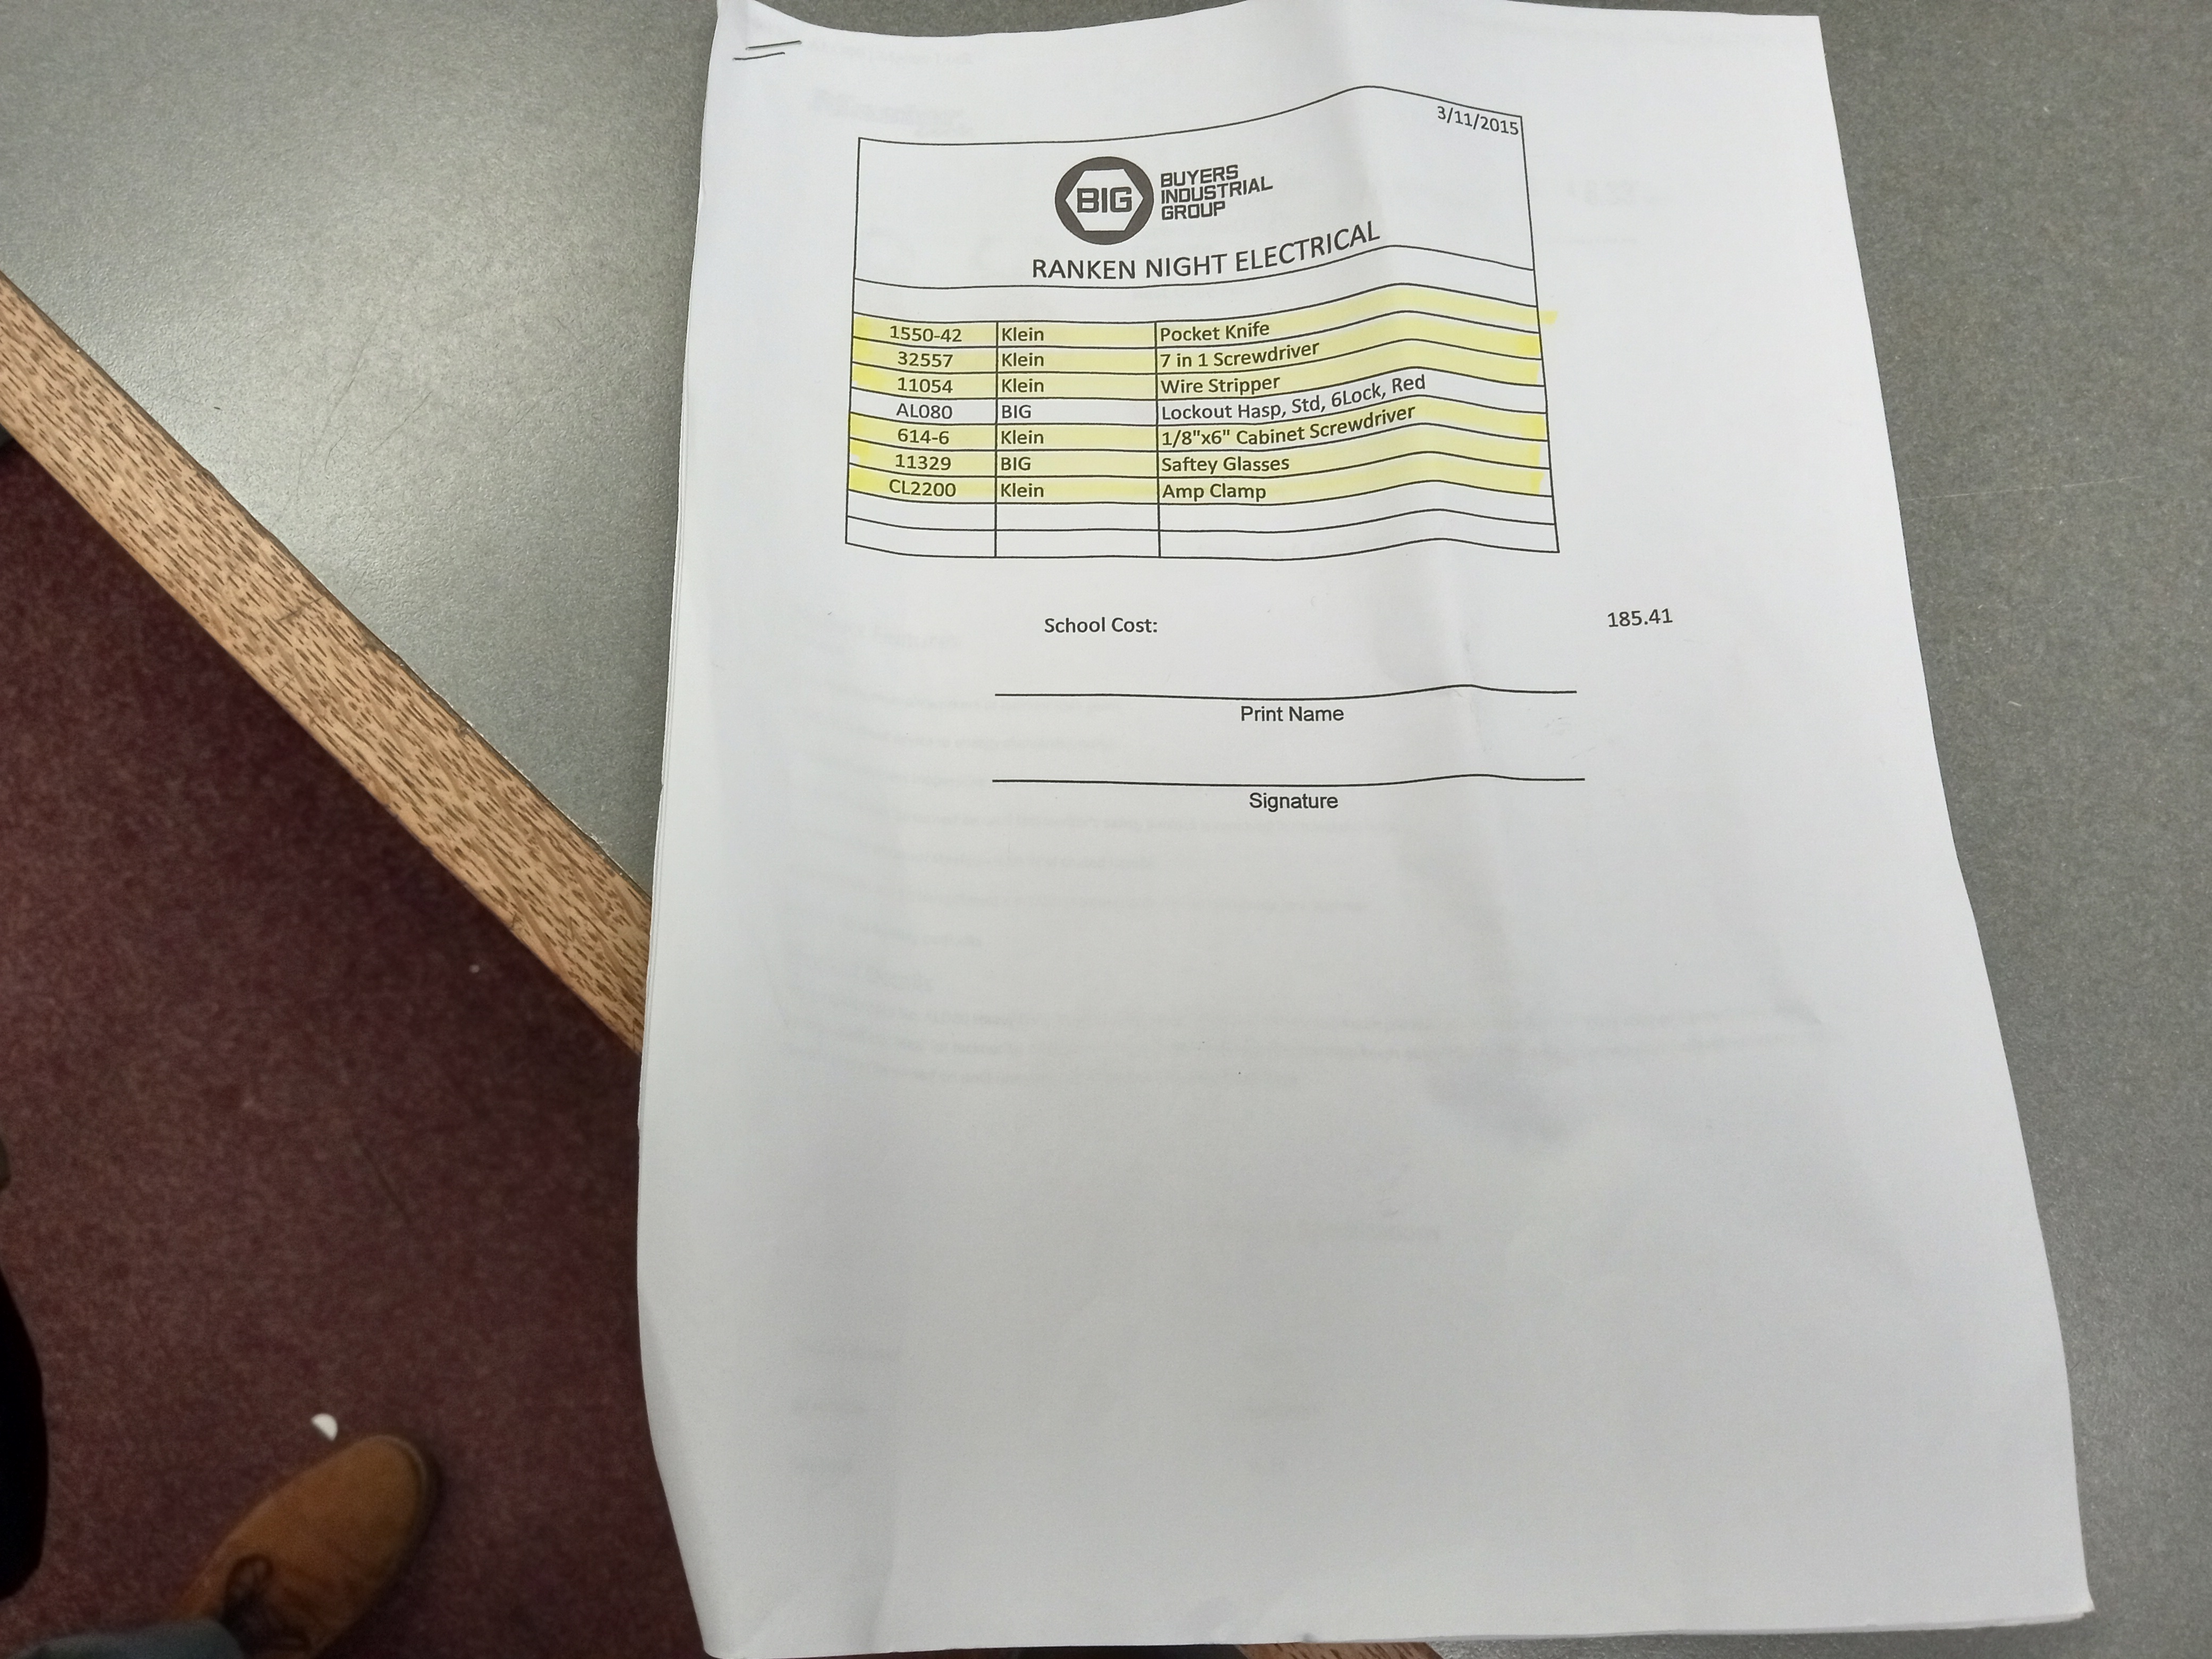 3/11/2015
BIG BUYERS
INDUSTRIAL
GROUP
RANKEN NIGHT ELECTRICAL
1550-42 Klein Pocket Knife
32557 Klein 7 in 1 Screwdriver
11054 Klein Wire Stripper
AL080 BIG Lockout Hasp, Std, 6Lock, Red
614-6 Klein 1/8"x6" Cabinet Screwdriver
11329 BIG Saftey Glasses
CL2200 Klein Amp Clamp
School Cost: 185.41
Print Name
Signature